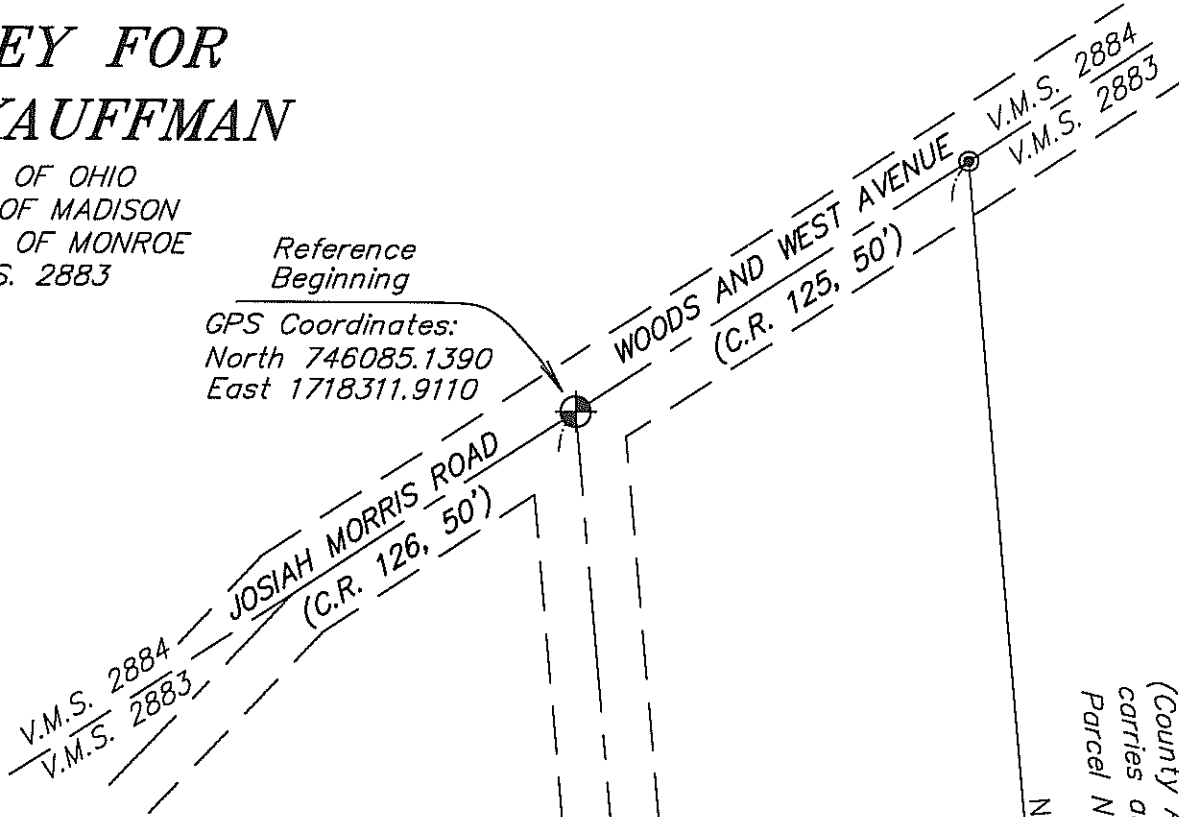 EY FOR
KAUFFMAN
OF OHIO
OF MADISON
OF MONROE
S. 2883
Reference
Beginning
GPS Coordinates:
North 746085.1390
East 1718311.9110
WOODS AND WEST AVENUE
(C.R. 125, 50')
V.M.S. 2884
V.M.S. 2883
JOSIAH MORRIS ROAD
(C.R. 126, 50')
V.M.S. 2884
V.M.S. 2883
(County
carries
Parcel N
N